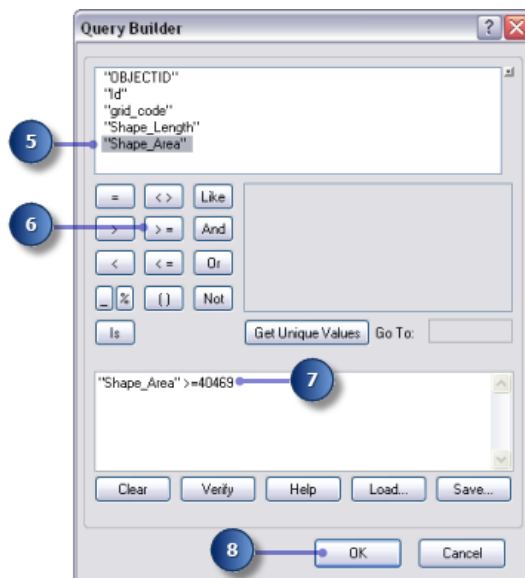 Query Builder
? X
"OBJECTID"
"Id"
"grid_code"
"Shape_Length"
5 "Shape_Area"
= <> Like
6 > >= And
< <= Or
_ % () Not
Is Get Unique Values Go To:
"Shape_Area" >=40469 7
Clear Verify Help Load... Save...
8 OK Cancel